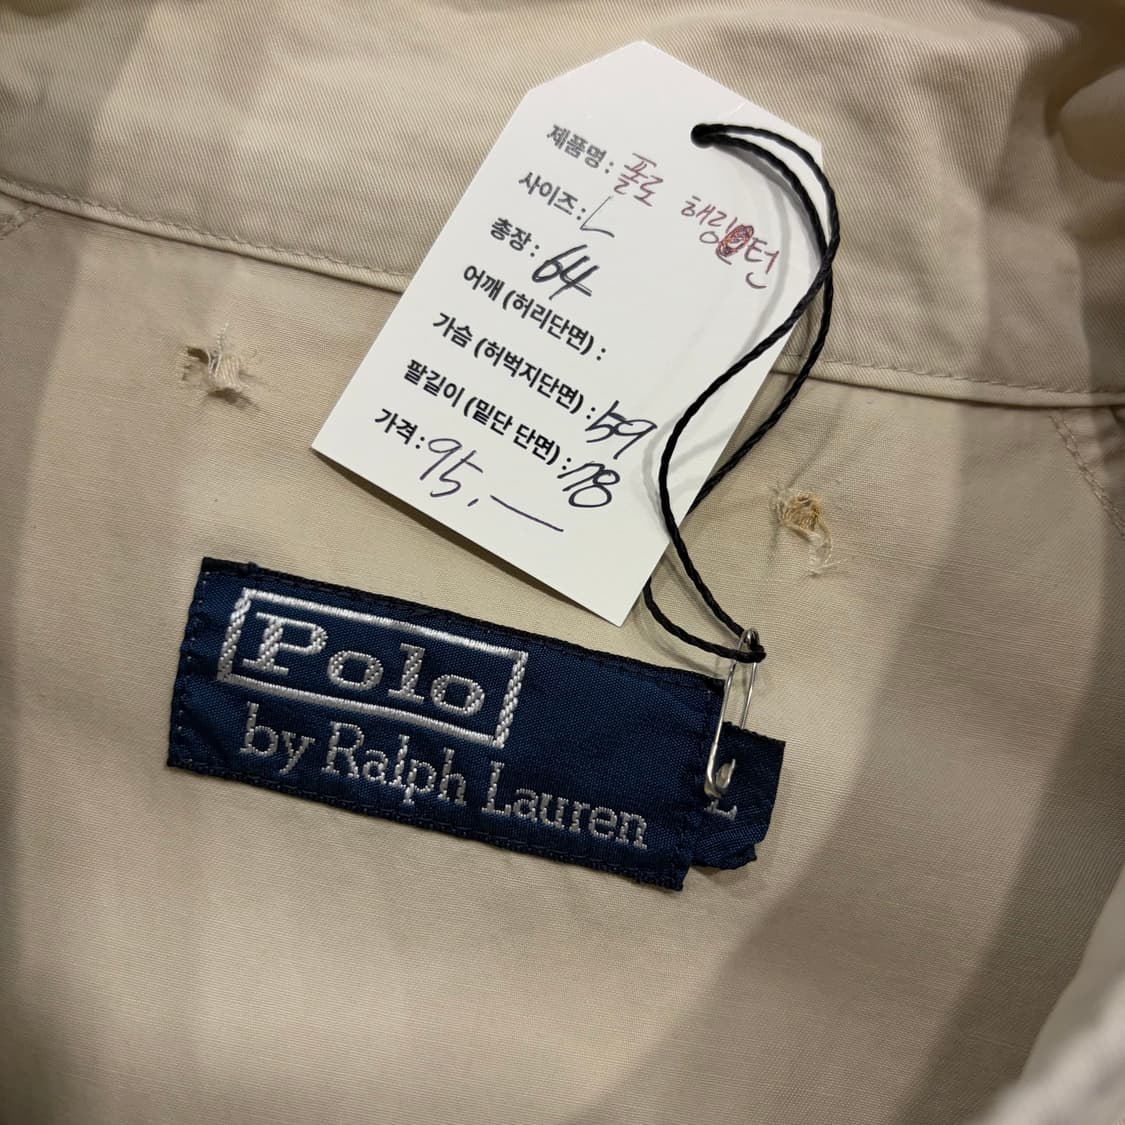 제품명 : 폴로 해링턴
사이즈 : L
총장 : 64
어깨 (허리단면) :
가슴 (허벅지단면) : 59
팔길이 (밑단 단면) : 78
가격 : 95,—
Polo
by Ralph Lauren
L